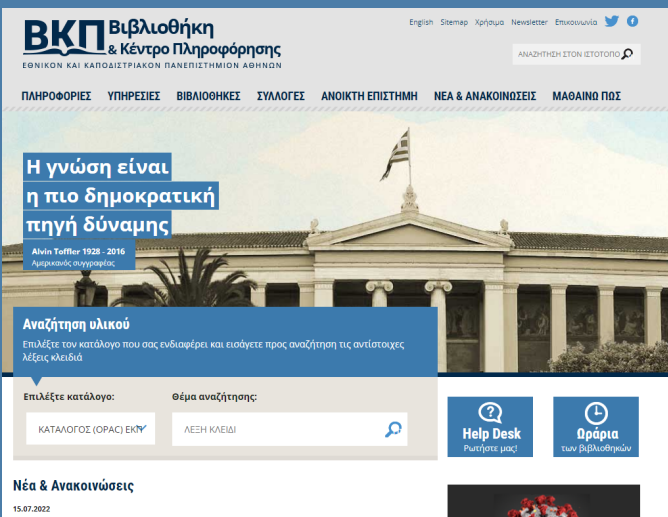 ΒΚΠ Βιβλιοθήκη
& Κέντρο Πληροφόρησης
ΕΘΝΙΚΟΝ ΚΑΙ ΚΑΠΟΔΙΣΤΡΙΑΚΟΝ ΠΑΝΕΠΙΣΤΗΜΙΟΝ ΑΘΗΝΩΝ
English Sitemap Χρήσιμα Newsletter Επικοινωνία
ΑΝΑΖΗΤΗΣΗ ΣΤΟΝ ΙΣΤΟΤΟΠΟ
ΠΛΗΡΟΦΟΡΙΕΣ ΥΠΗΡΕΣΙΕΣ ΒΙΒΛΙΟΘΗΚΕΣ ΣΥΛΛΟΓΕΣ ΑΝΟΙΚΤΗ ΕΠΙΣΤΗΜΗ ΝΕΑ & ΑΝΑΚΟΙΝΩΣΕΙΣ ΜΑΘΑΙΝΩ ΠΩΣ
Η γνώση είναι
η πιο δημοκρατική
πηγή δύναμης
Alvin Toffler 1928 - 2016
Αμερικανός συγγραφέας
Αναζήτηση υλικού
Επιλέξτε τον κατάλογο που σας ενδιαφέρει και εισάγετε προς αναζήτηση τις αντίστοιχες
λέξεις κλειδιά
Επιλέξτε κατάλογο: Θέμα αναζήτησης:
ΚΑΤΑΛΟΓΟΣ (OPAC) ΕΚΠ ΛΕΞΗ ΚΛΕΙΔΙ
Help Desk
Ρωτήστε μας!
Ωράρια
των βιβλιοθηκών
Νέα & Ανακοινώσεις
15.07.2022